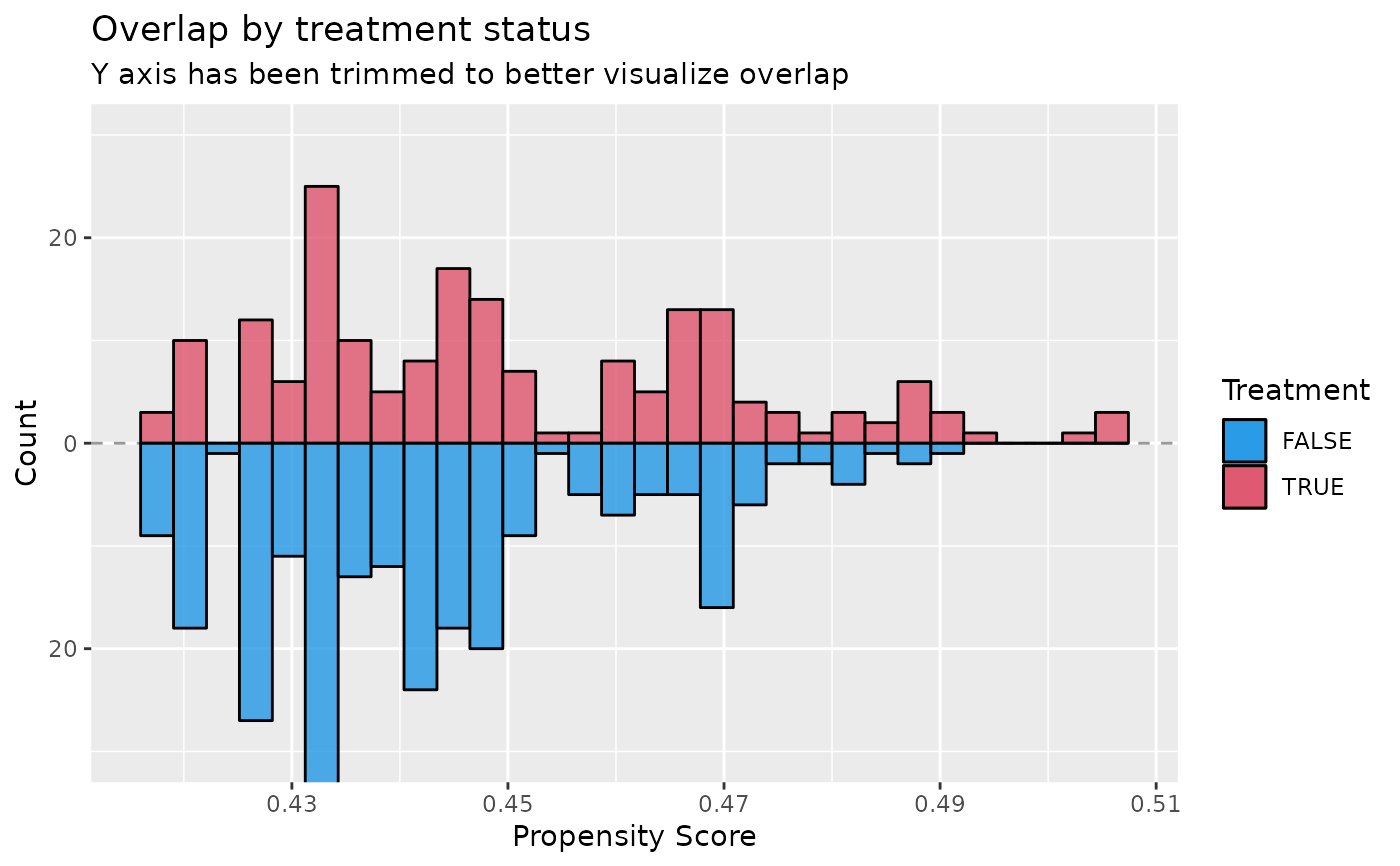 Overlap by treatment status
Y axis has been trimmed to better visualize overlap
Count
20
0
20
0.43
0.45
0.47
0.49
0.51
Propensity Score
Treatment
FALSE
TRUE